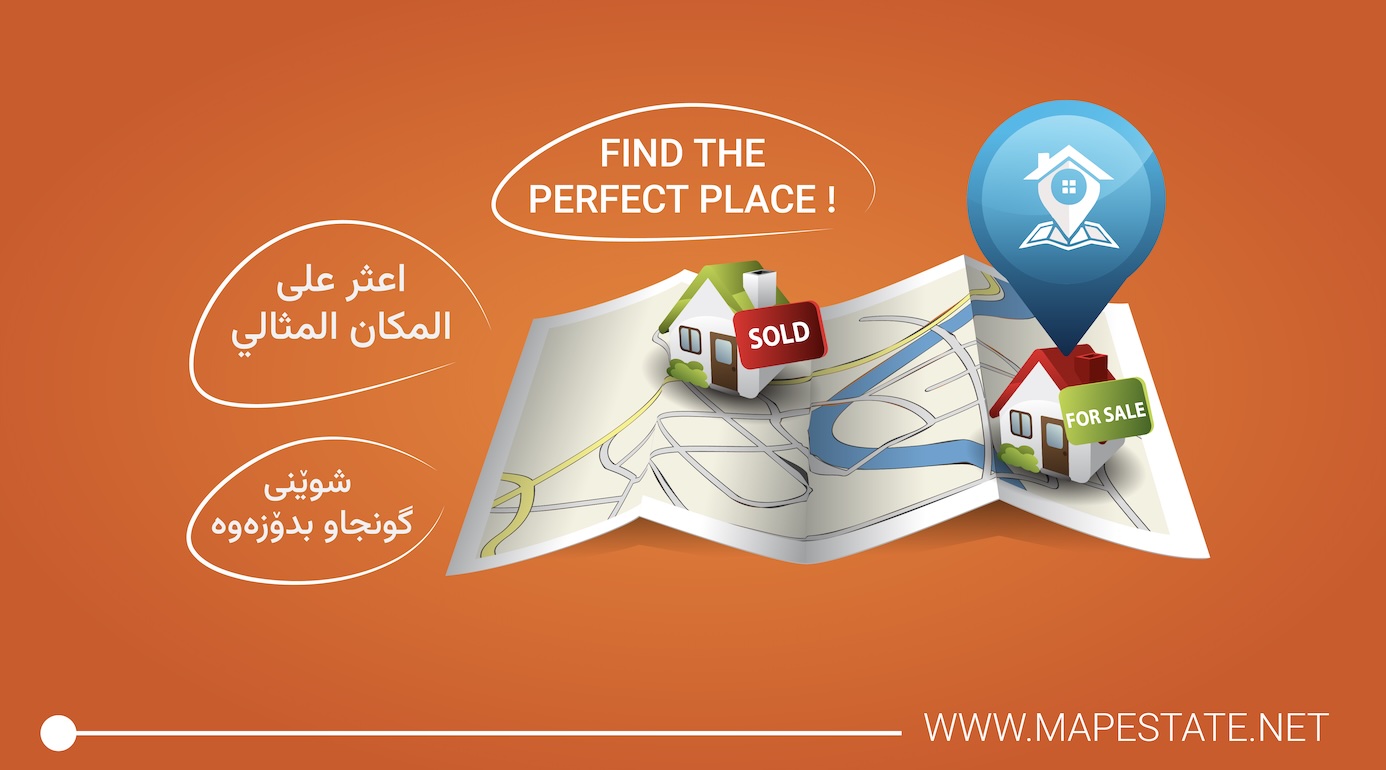 FIND THE
PERFECT PLACE !
اعثر على
المكان المثالي
شوێنی
گونجاو بدۆزەوە
SOLD
FOR SALE
WWW.MAPESTATE.NET